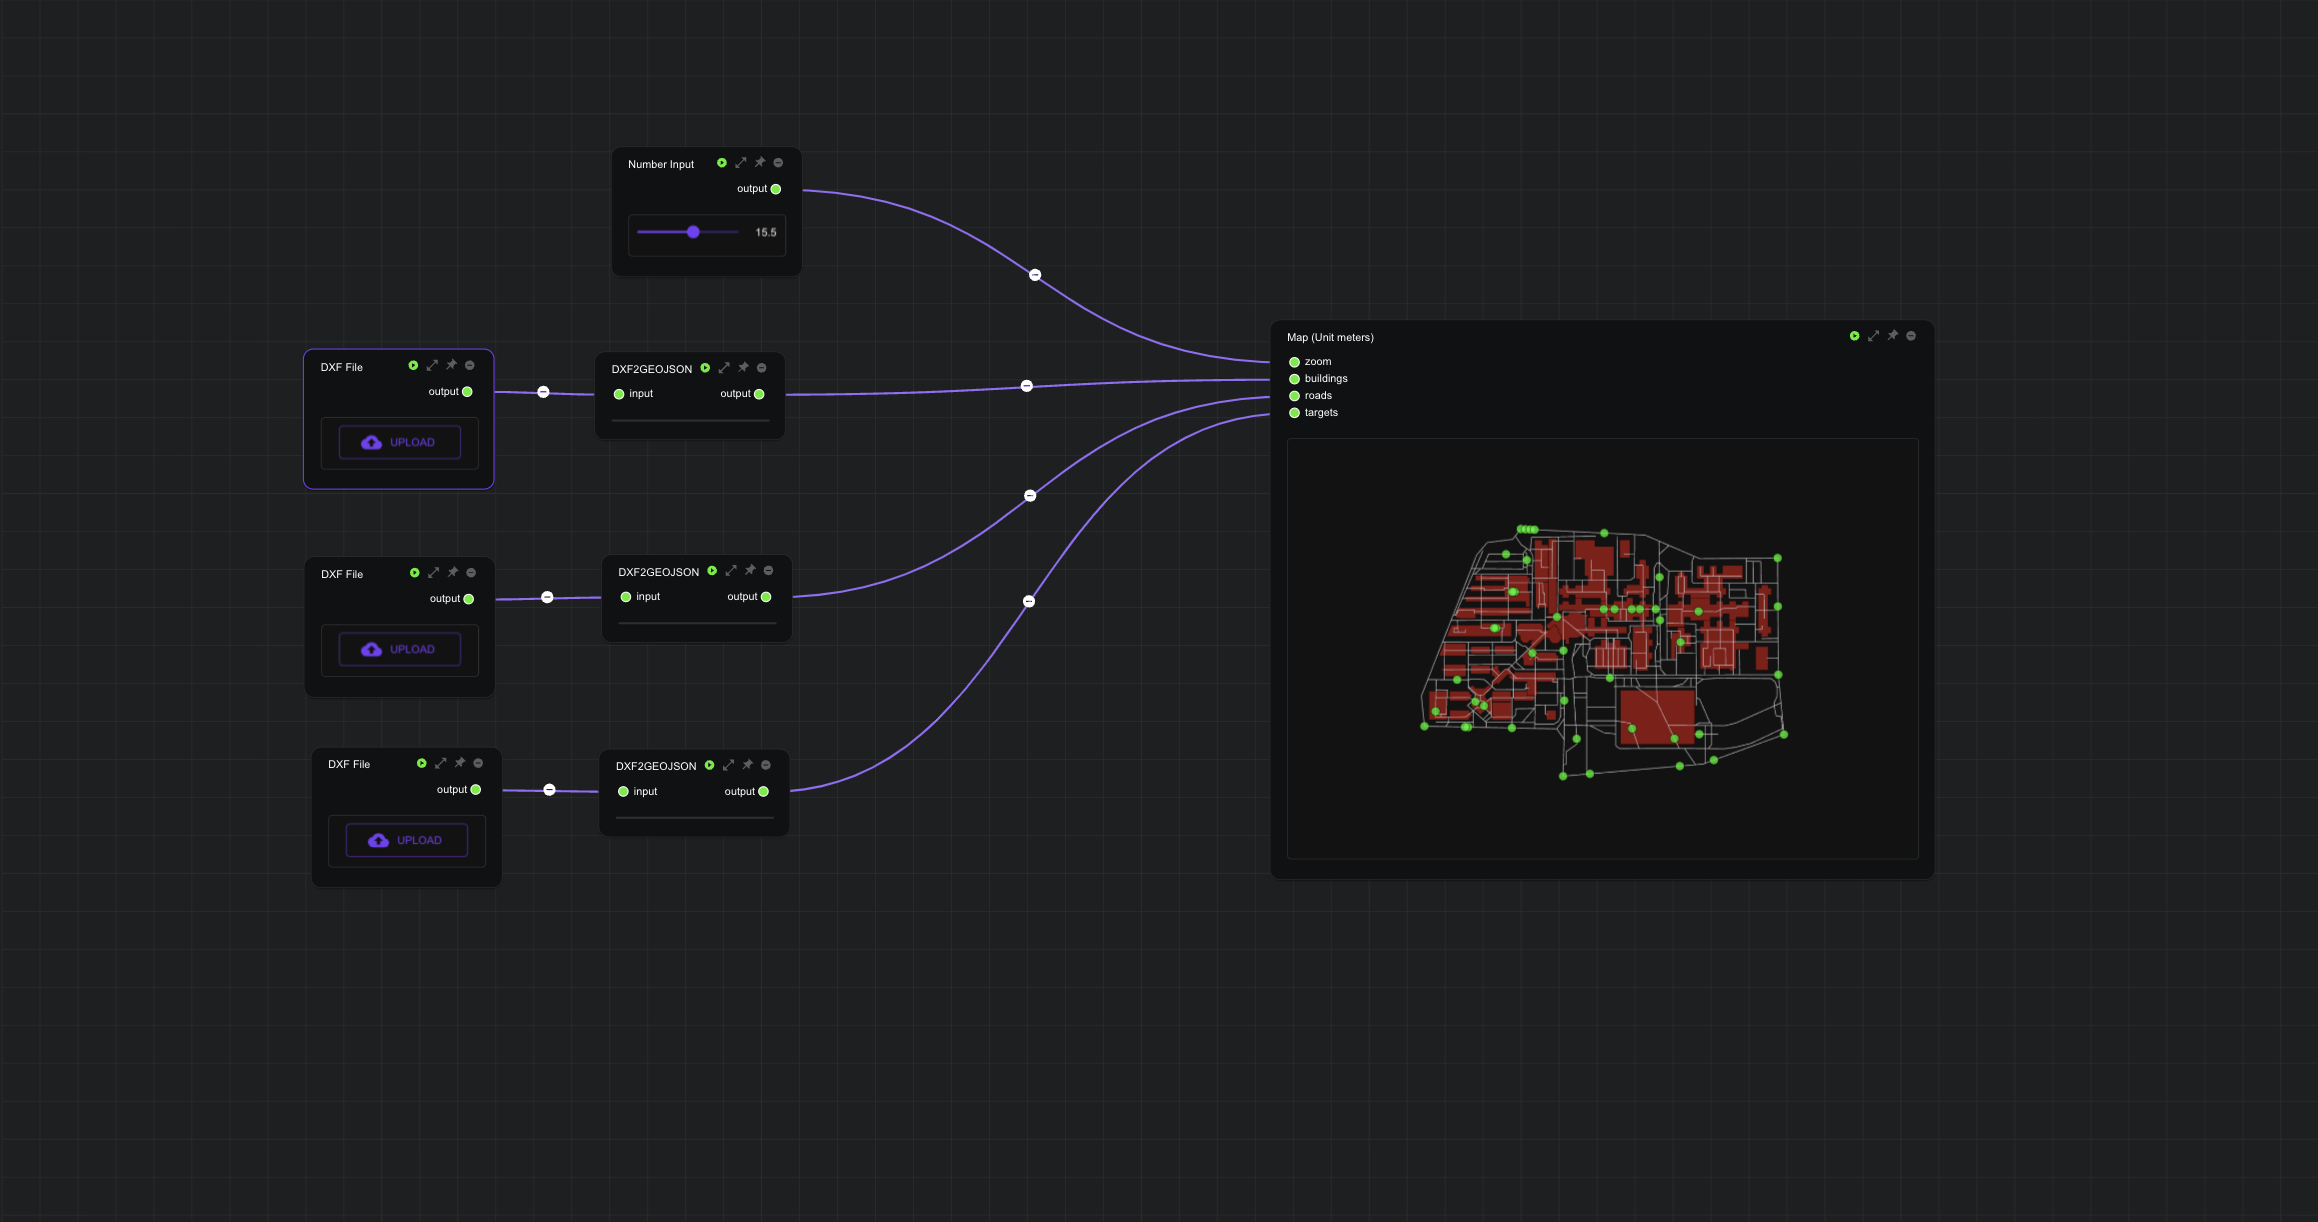 Number Input
output
15.5
DXF File
output
UPLOAD
DXF2GEOJSON
input output
Map (Unit meters)
zoom
buildings
roads
targets
DXF File
output
UPLOAD
DXF2GEOJSON
input output
DXF File
output
UPLOAD
DXF2GEOJSON
input output